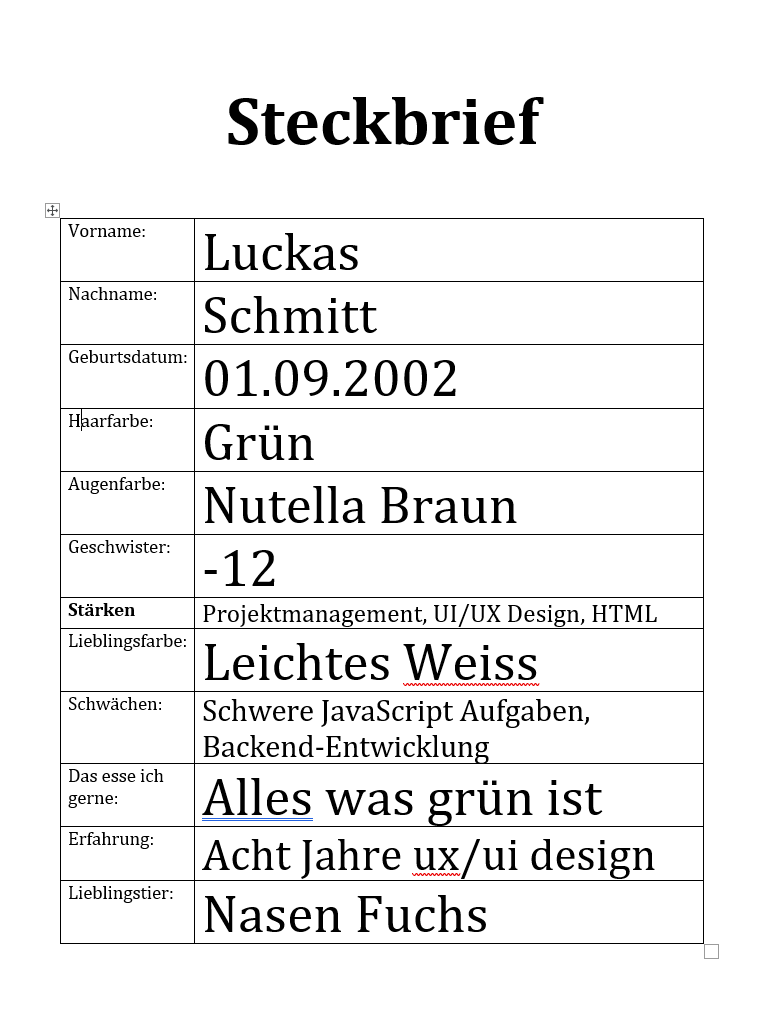 Steckbrief
Vorname:
Luckas
Nachname:
Schmitt
Geburtsdatum:
01.09.2002
Haarfarbe:
Grün
Augenfarbe:
Nutella Braun
Geschwister:
-12
Stärken
Projektmanagement, UI/UX Design, HTML
Lieblingsfarbe:
Leichtes Weiss
Schwächen:
Schwere JavaScript Aufgaben,
Backend-Entwicklung
Das esse ich
gerne:
Alles was grün ist
Erfahrung:
Acht Jahre ux/ui design
Lieblingstier:
Nasen Fuchs